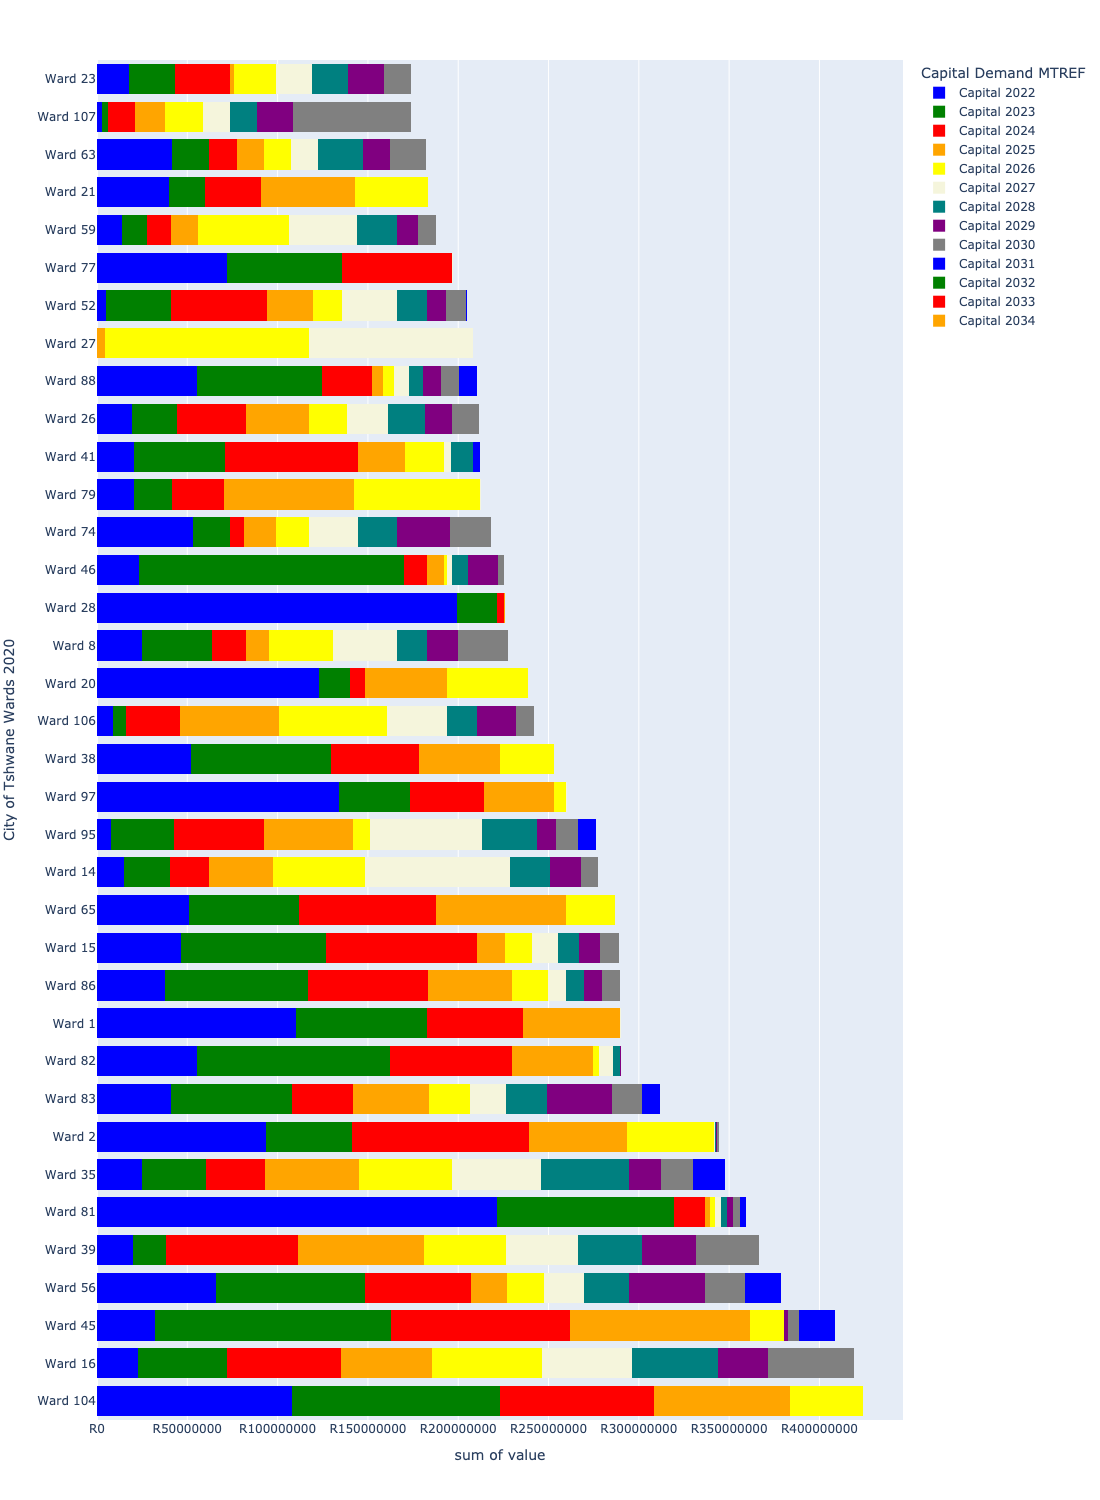 Capital Demand MTREF
Capital 2022
Capital 2023
Capital 2024
Capital 2025
Capital 2026
Capital 2027
Capital 2028
Capital 2029
Capital 2030
Capital 2031
Capital 2032
Capital 2033
Capital 2034
City of Tshwane Wards 2020
Ward 23
Ward 107
Ward 63
Ward 21
Ward 59
Ward 77
Ward 52
Ward 27
Ward 88
Ward 26
Ward 41
Ward 79
Ward 74
Ward 46
Ward 28
Ward 8
Ward 20
Ward 106
Ward 38
Ward 97
Ward 95
Ward 14
Ward 65
Ward 15
Ward 86
Ward 1
Ward 82
Ward 83
Ward 2
Ward 35
Ward 81
Ward 39
Ward 56
Ward 45
Ward 16
Ward 104
R0 R50000000 R100000000 R150000000 R200000000 R250000000 R300000000 R350000000 R400000000
sum of value